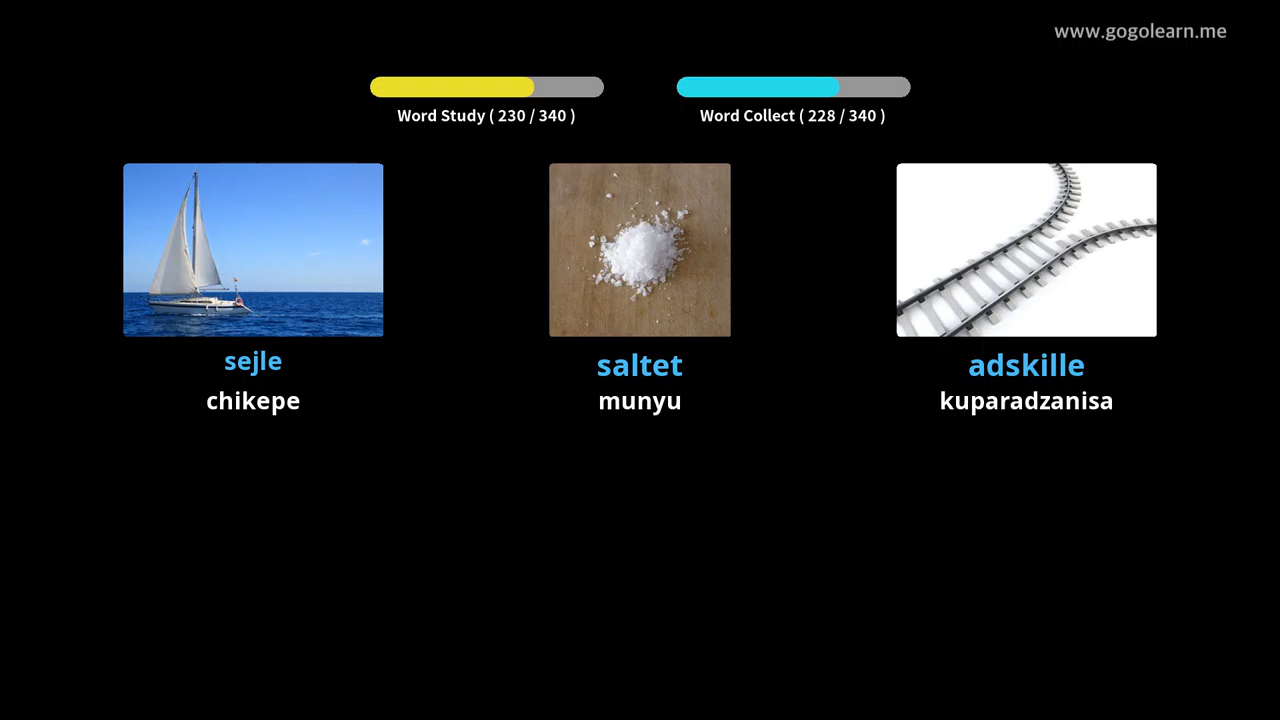 www.gogolearn.me
Word Study ( 230 / 340 )
Word Collect ( 228 / 340 )
sejle
chikepe
saltet
munyu
adskille
kuparadzanisa